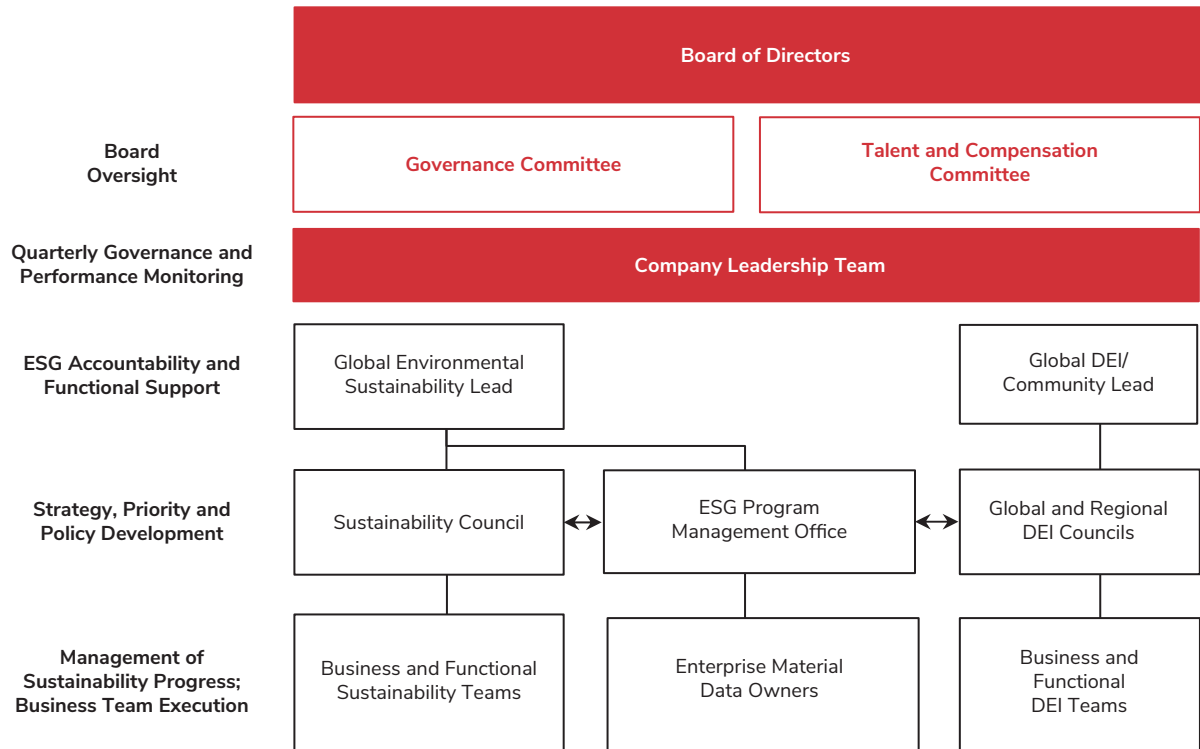 Board of Directors
Board
Oversight
Governance Committee
Talent and Compensation
Committee
Quarterly Governance and
Performance Monitoring
Company Leadership Team
ESG Accountability and
Functional Support
Global Environmental
Sustainability Lead
Global DEI/
Community Lead
Strategy, Priority and
Policy Development
Sustainability Council
ESG Program
Management Office
Global and Regional
DEI Councils
Management of
Sustainability Progress;
Business Team Execution
Business and Functional
Sustainability Teams
Enterprise Material
Data Owners
Business and
Functional
DEI Teams